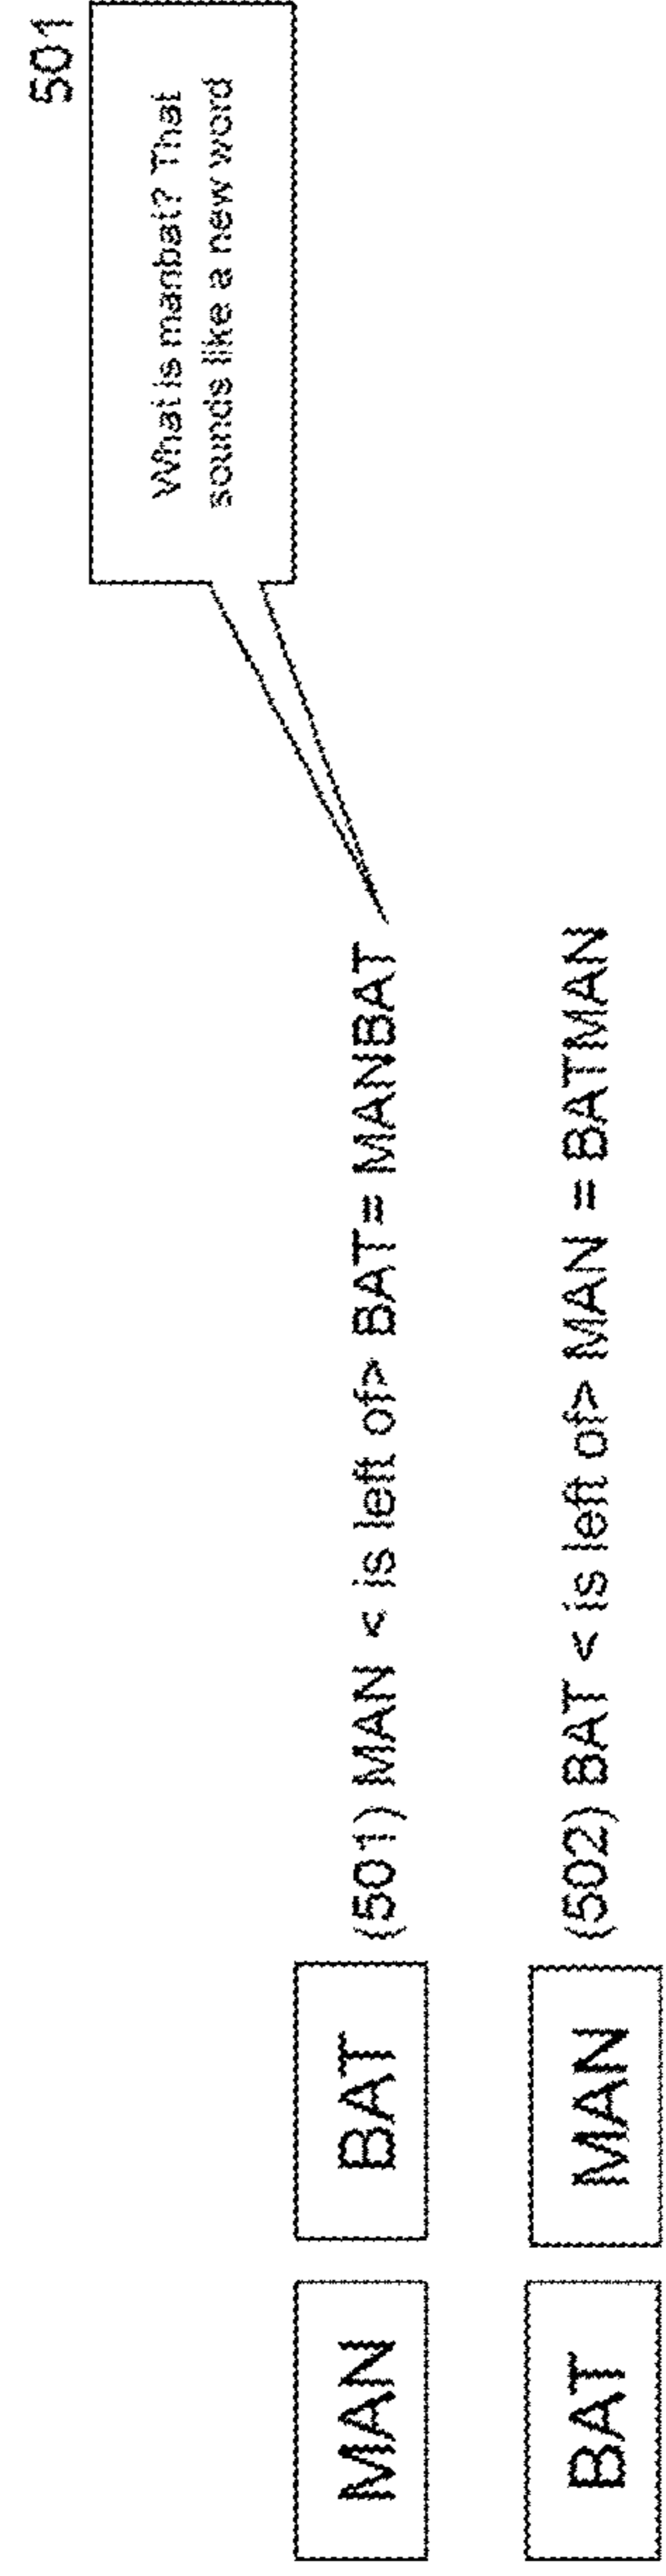 501
What is manbat? That
sounds like a new word
MAN BAT (501) MAN < is left of> BAT= MANBAT
BAT MAN (502) BAT < is left of> MAN = BATMAN